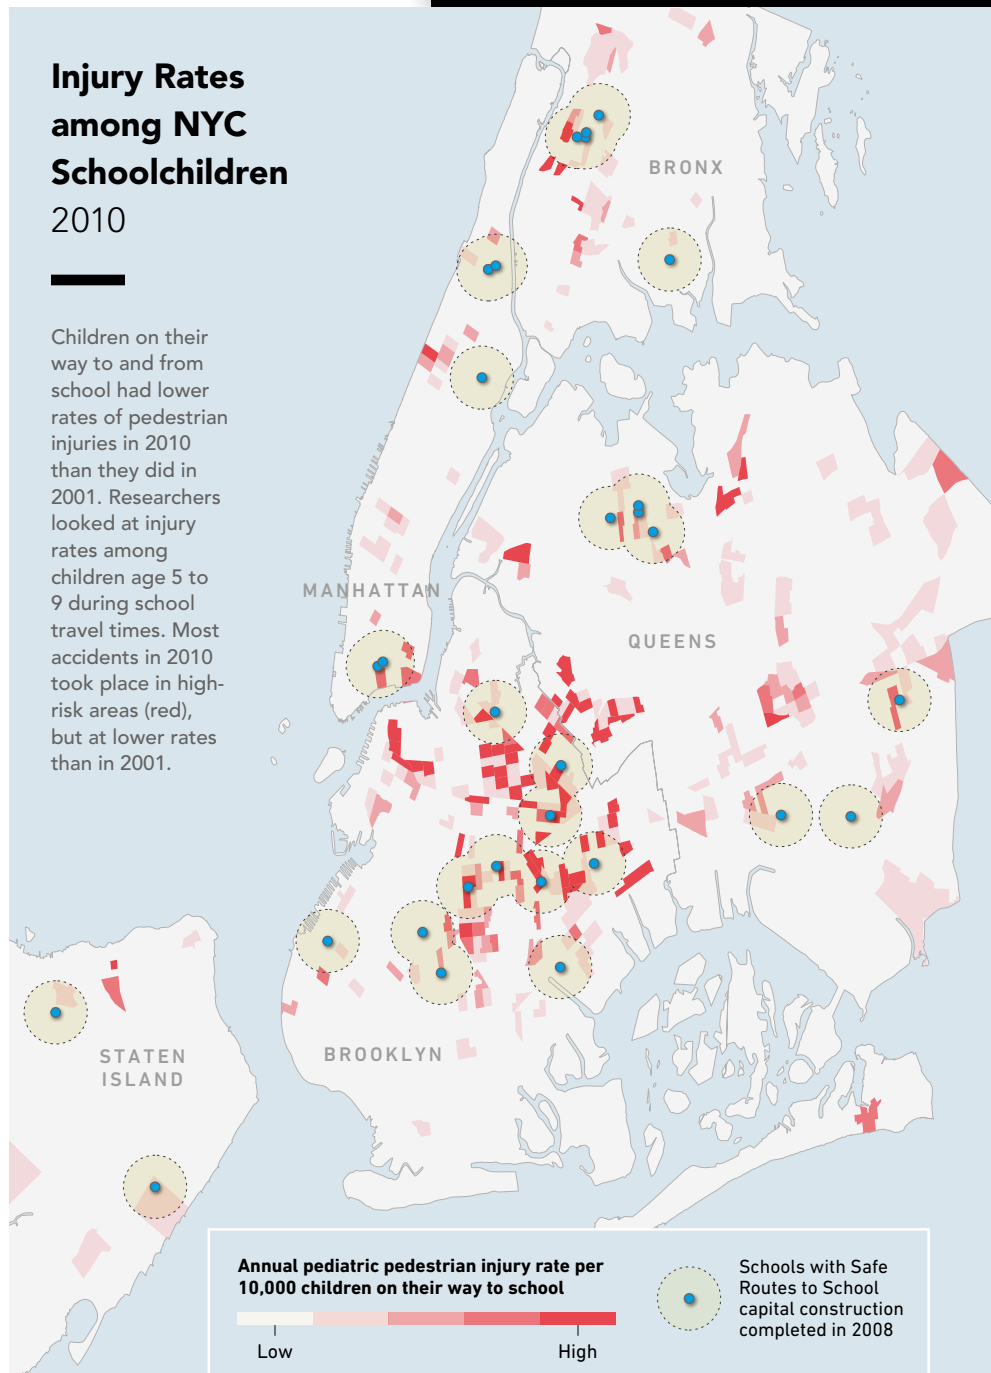 Injury Rates
among NYC
Schoolchildren
2010
Children on their
way to and from
school had lower
rates of pedestrian
injuries in 2010
than they did in
2001. Researchers
looked at injury
rates among
children age 5 to
9 during school
travel times. Most
accidents in 2010
took place in high-
risk areas (red),
but at lower rates
than in 2001.
BRONX
MANHATTAN
QUEENS
BROOKLYN
STATEN
ISLAND
Annual pediatric pedestrian injury rate per
10,000 children on their way to school
Low
High
Schools with Safe
Routes to School
capital construction
completed in 2008